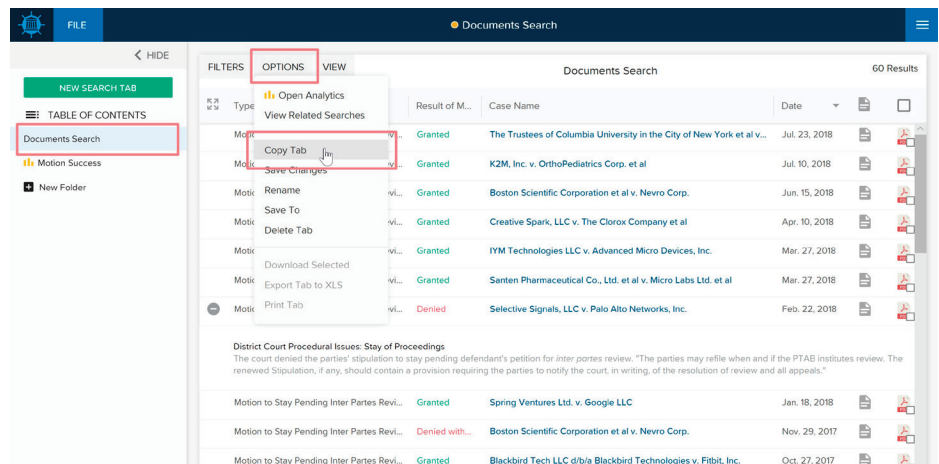 FILE
Documents Search
HIDE
NEW SEARCH TAB
TABLE OF CONTENTS
Documents Search
Motion Success
New Folder
FILTERS OPTIONS VIEW
Documents Search
60 Results
Open Analytics
View Related Searches
Copy Tab
Save Changes
Rename
Save To
Delete Tab
Download Selected
Export Tab to XLS
Print Tab
Type Result of M... Case Name Date
Granted The Trustees of Columbia University in the City of New York et al v... Jul. 23, 2018
Granted K2M, Inc. v. OrthoPediatrics Corp. et al Jul. 10, 2018
Granted Boston Scientific Corporation et al v. Nevro Corp. Jun. 15, 2018
Granted Creative Spark, LLC v. The Clorox Company et al Apr. 10, 2018
Granted IYM Technologies LLC v. Advanced Micro Devices, Inc. Mar. 27, 2018
Granted Santen Pharmaceutical Co., Ltd. et al v. Micro Labs Ltd. et al Mar. 27, 2018
Denied Selective Signals, LLC v. Palo Alto Networks, Inc. Feb. 22, 2018
District Court Procedural Issues: Stay of Proceedings
The court denied the parties' stipulation to stay pending defendant's petition for inter partes review. "The parties may refile when and if the PTAB institutes review. The
renewed Stipulation, if any, should contain a provision requiring the parties to notify the court, in writing, of the resolution of review and all appeals."
Motion to Stay Pending Inter Partes Revi... Granted Spring Ventures Ltd. v. Google LLC Jan. 18, 2018
Motion to Stay Pending Inter Partes Revi... Denied with... Boston Scientific Corporation et al v. Nevro Corp. Nov. 29, 2017
Motion to Stay Pending Inter Partes Revi... Granted Blackbird Tech LLC d/b/a Blackbird Technologies v. Fitbit, Inc. Oct. 27, 2017